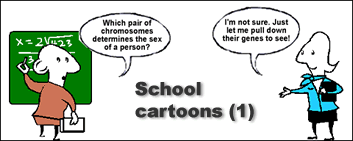 Which pair of
chromosomes
determines the sex
of a person?
I'm not sure. Just
let me pull down
their genes to see!
School
cartoons (1)